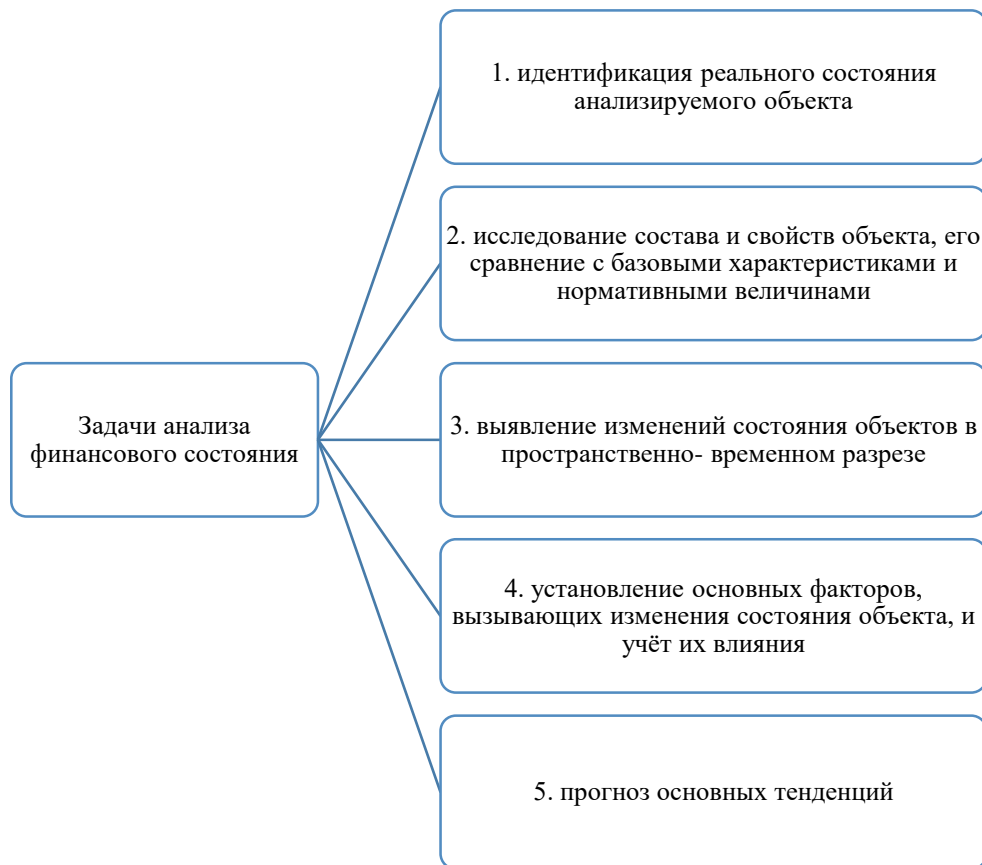 1. идентификация реального состояния
анализируемого объекта
2. исследование состава и свойств объекта, его
сравнение с базовыми характеристиками и
нормативными величинами
Задачи анализа
финансового состояния
3. выявление изменений состояния объектов в
пространственно- временном разрезе
4. установление основных факторов,
вызывающих изменения состояния объекта, и
учёт их влияния
5. прогноз основных тенденций